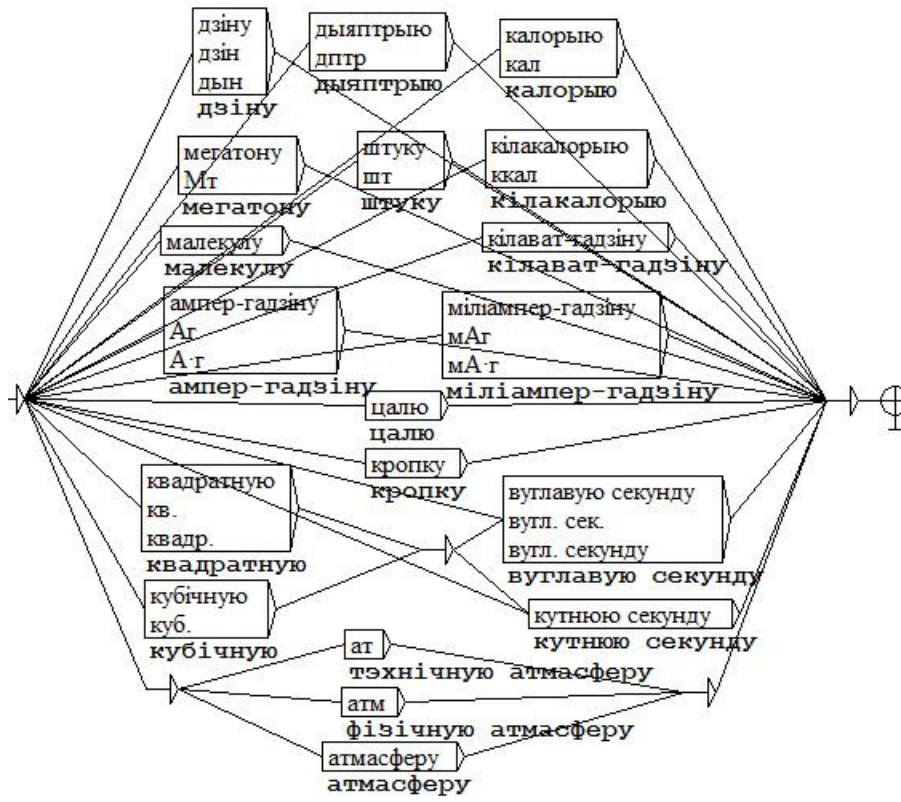 дзіну
дзін
дын
дзіну
дыяптрыю
дптр
дыяптрыю
калорыю
кал
калорыю
мегатону
Мт
мегатону
штуку
шт
штуку
кілакалорыю
ккал
кілакалорыю
малекулу
малекулу
кілават-гадзіну
кілават-гадзіну
ампер-гадзіну
Аг
А·г
ампер-гадзіну
міліампер-гадзіну
мАг
мА·г
міліампер-гадзіну
цалю
цалю
кропку
кропку
квадратную
кв.
квадр.
квадратную
вуглавую секунду
вугл. сек.
вугл. секунду
вуглавую секунду
кубічную
куб.
кубічную
кутнюю секунду
кутнюю секунду
ат
тэхнічную атмасферу
атм
фізічную атмасферу
атмасферу
атмасферу